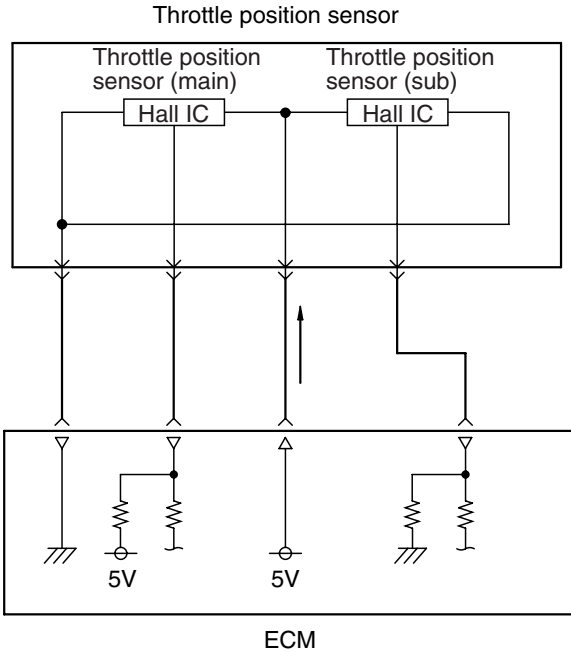 Throttle position sensor
Throttle position
sensor (main)
Throttle position
sensor (sub)
Hall IC
Hall IC
5V
5V
ECM